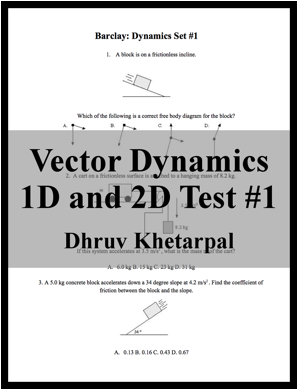 Barclay: Dynamics Set #1
1. A block is on a frictionless incline.
Which of the following is a correct free body diagram for the block?
A. B. C. D.
Vector Dynamics
2. A cart on a frictionless surface is attached to a hanging mass of 8.2 kg.
1D and 2D Test #1
8.2 kg
Dhruv Khetarpal
If this system accelerates at 3.5 m/s², what is the mass of the cart?
A. 6.0 kg B. 15 kg C. 23 kg D. 31 kg
3. A 5.0 kg concrete block accelerates down a 34 degree slope at 4.2 m/s². Find the coefficient of
friction between the block and the slope.
34 °
A. 0.13 B. 0.16 C. 0.43 D. 0.67